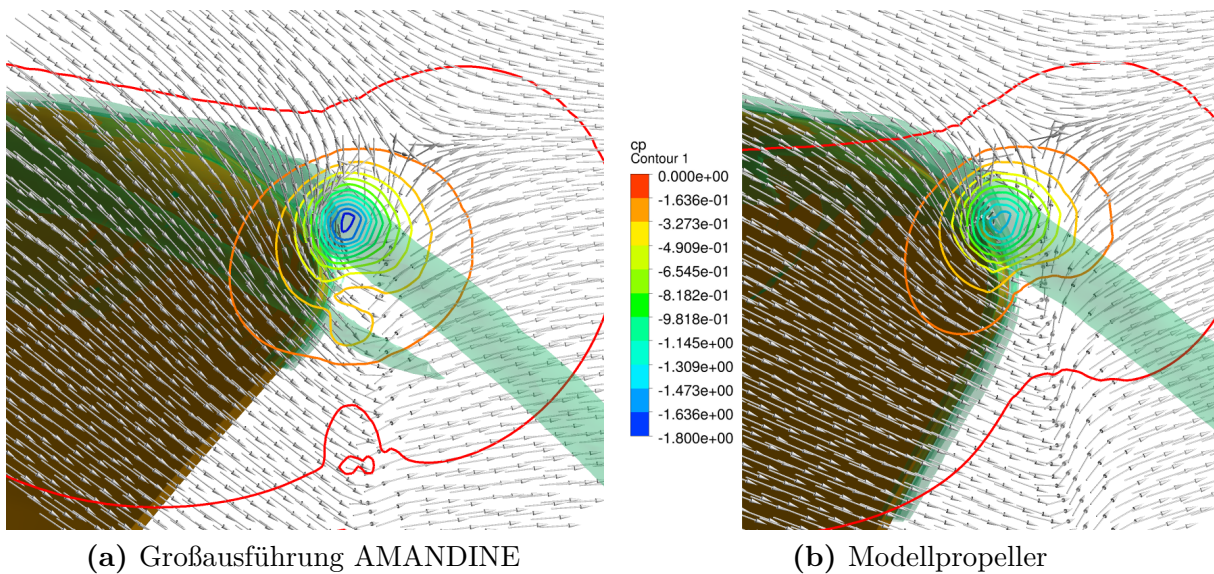 cp
Contour 1
0.000e+00
-1.636e-01
-3.273e-01
-4.909e-01
-6.545e-01
-8.182e-01
-9.818e-01
-1.145e+00
-1.309e+00
-1.473e+00
-1.636e+00
-1.800e+00
(a) Großausführung AMANDINE
(b) Modellpropeller